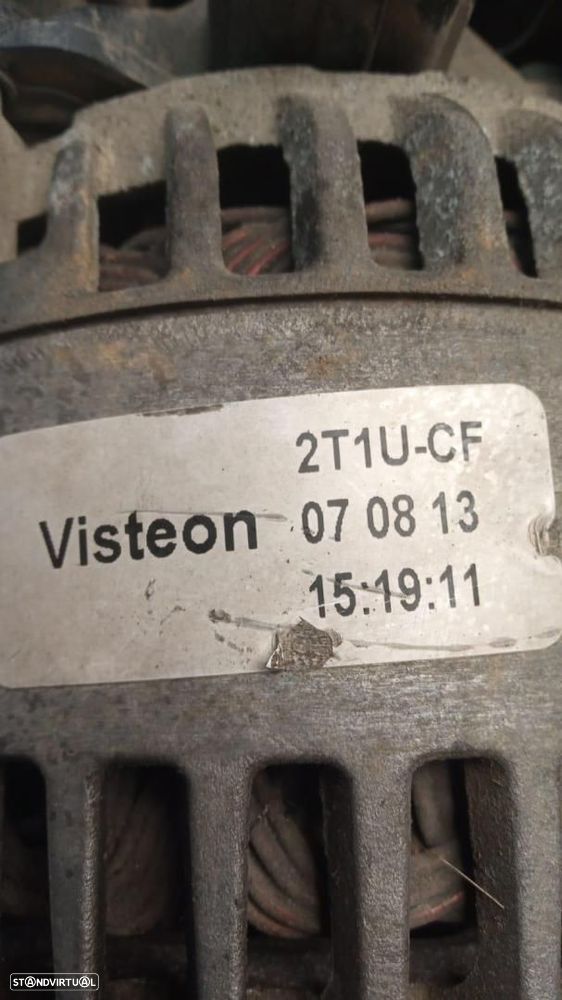 2T1U-CF
Visteon 07 08 13
15:19:11
STANDVIRTUAL